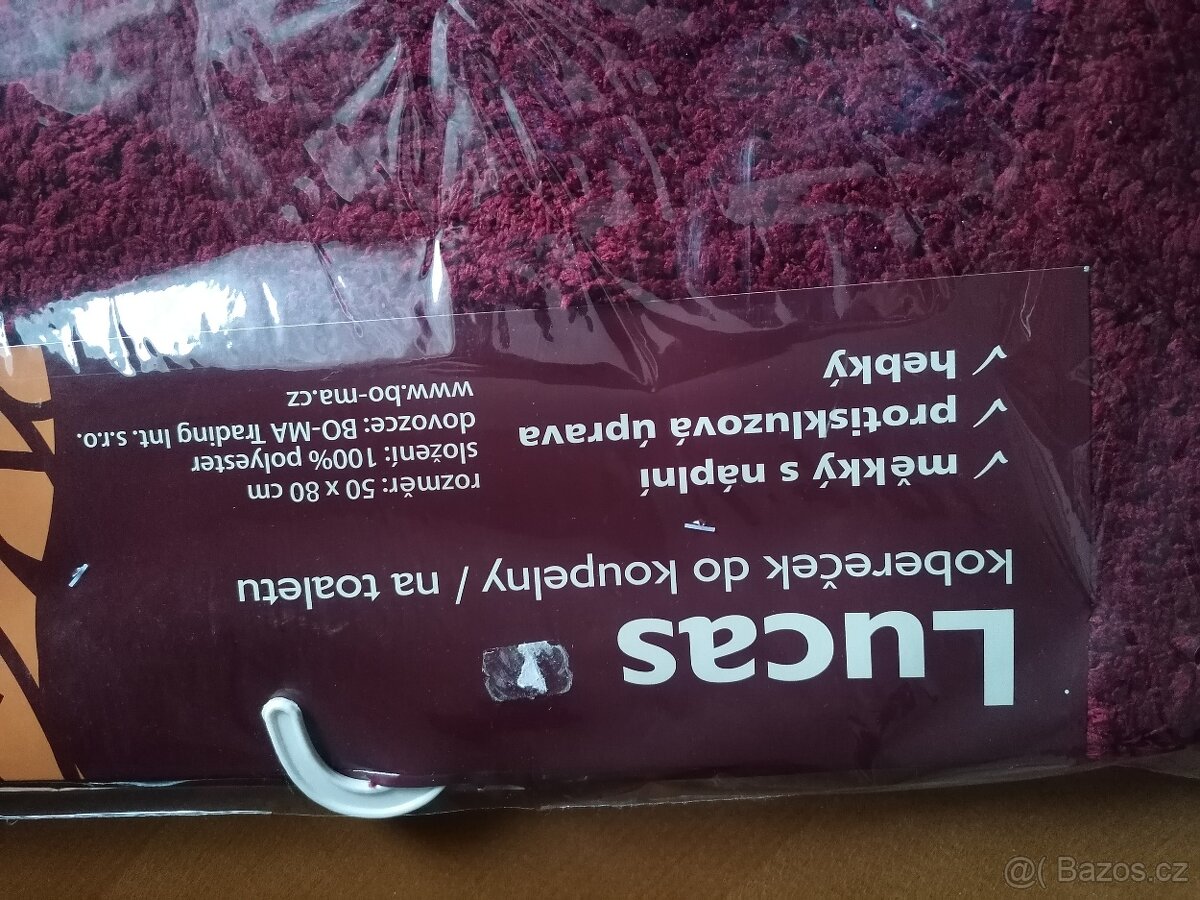 Lucas
kobereček do koupelny / na toaletu
✓ měkký s náplní
✓ protiskluzová úprava
✓ hebký
rozměr: 50 x 80 cm
složení: 100% polyester
dovozce: BO-MA Trading Int. s.r.o.
www.bo-ma.cz
@( Bazos.cz